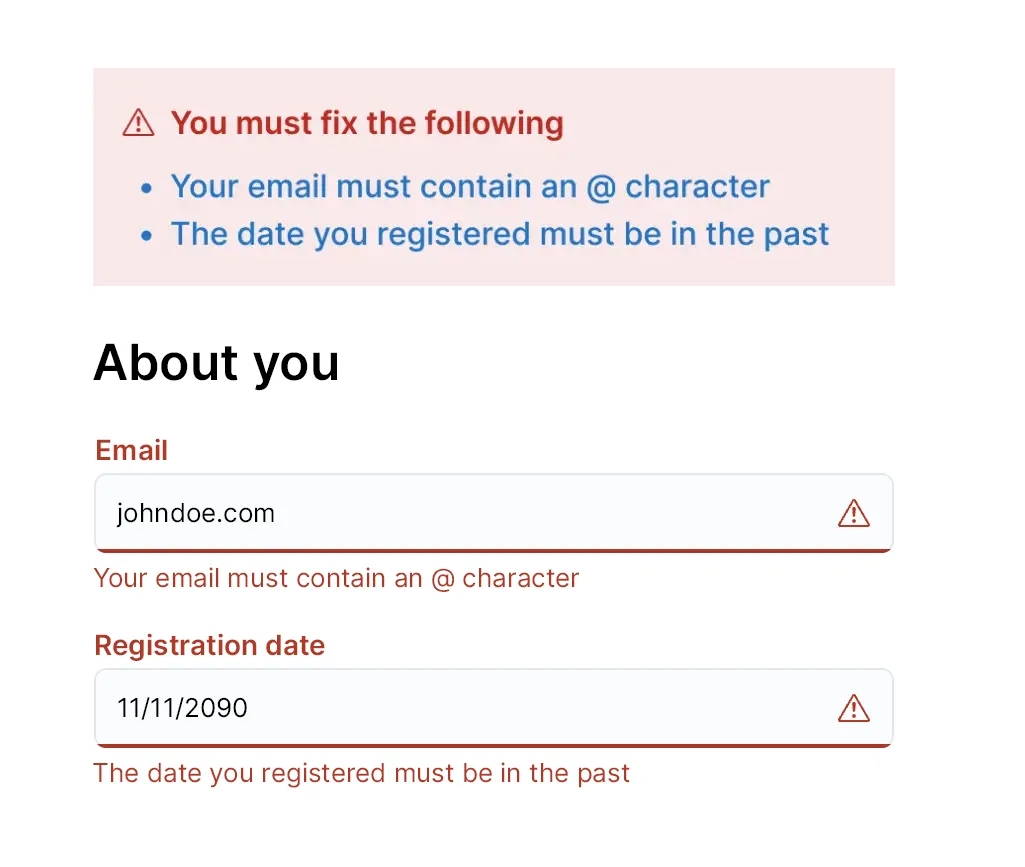 You must fix the following
• Your email must contain an @ character
• The date you registered must be in the past
About you
Email
johndoe.com
Your email must contain an @ character
Registration date
11/11/2090
The date you registered must be in the past